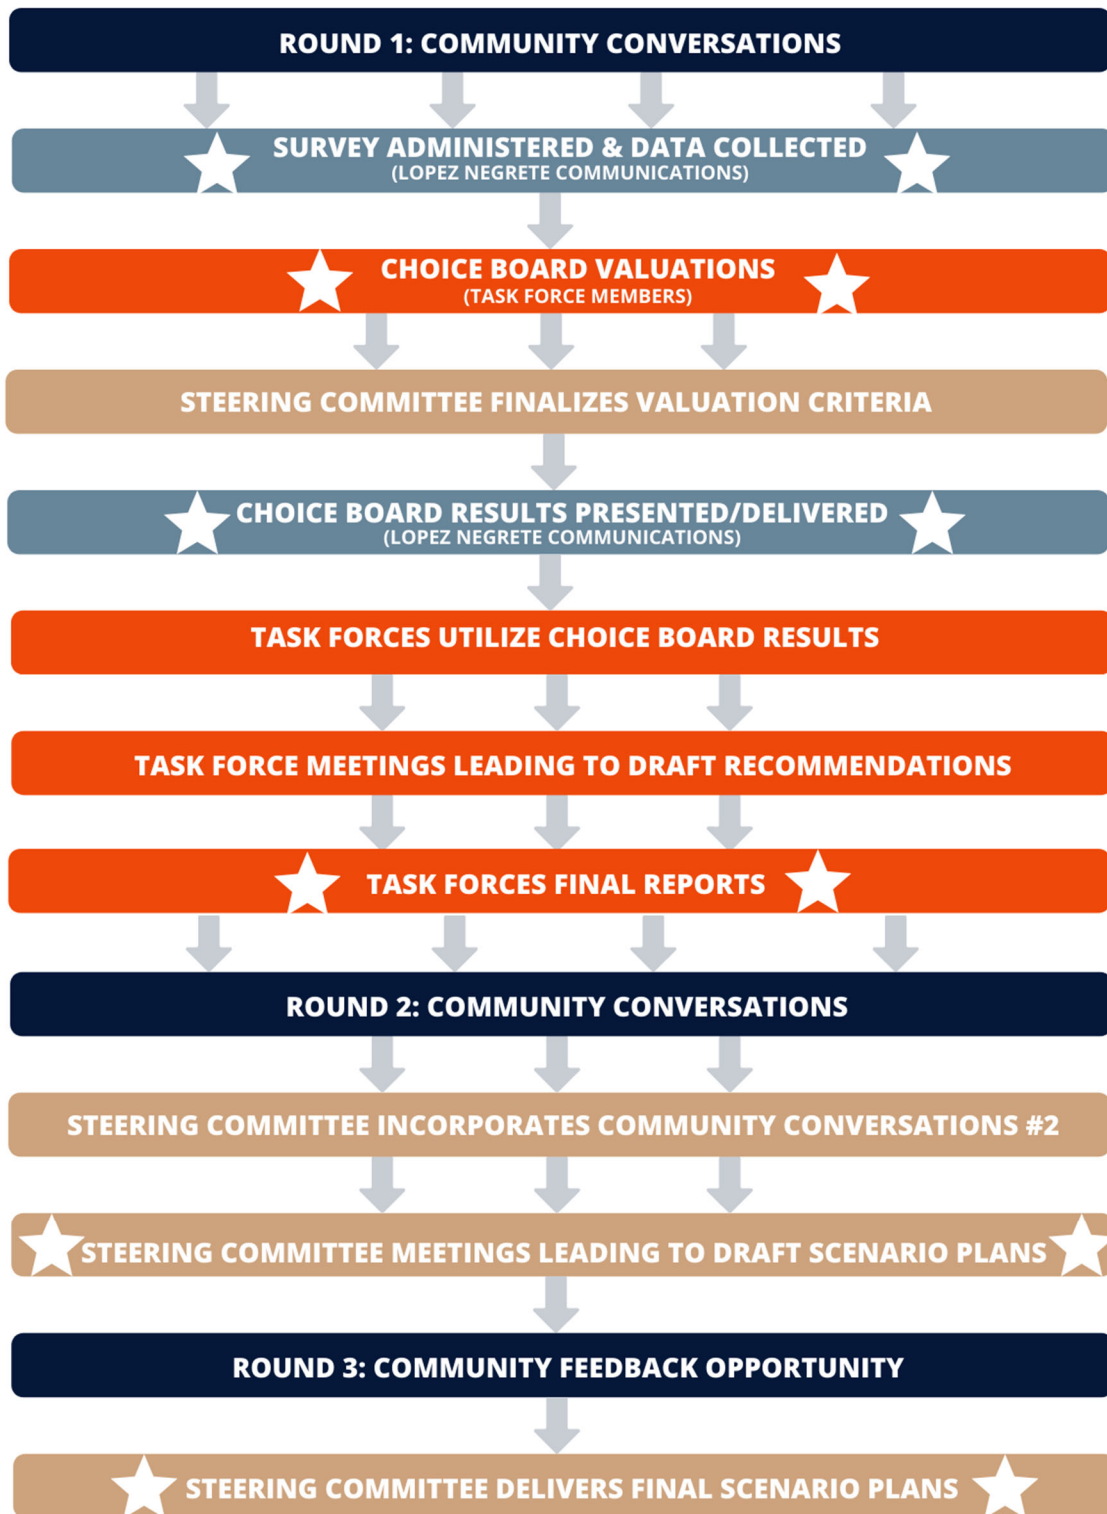 ROUND 1: COMMUNITY CONVERSATIONS
SURVEY ADMINISTERED & DATA COLLECTED
(LOPEZ NEGRETE COMMUNICATIONS)
CHOICE BOARD VALUATIONS
(TASK FORCE MEMBERS)
STEERING COMMITTEE FINALIZES VALUATION CRITERIA
CHOICE BOARD RESULTS PRESENTED/DELIVERED
(LOPEZ NEGRETE COMMUNICATIONS)
TASK FORCES UTILIZE CHOICE BOARD RESULTS
TASK FORCE MEETINGS LEADING TO DRAFT RECOMMENDATIONS
TASK FORCES FINAL REPORTS
ROUND 2: COMMUNITY CONVERSATIONS
STEERING COMMITTEE INCORPORATES COMMUNITY CONVERSATIONS #2
STEERING COMMITTEE MEETINGS LEADING TO DRAFT SCENARIO PLANS
ROUND 3: COMMUNITY FEEDBACK OPPORTUNITY
STEERING COMMITTEE DELIVERS FINAL SCENARIO PLANS